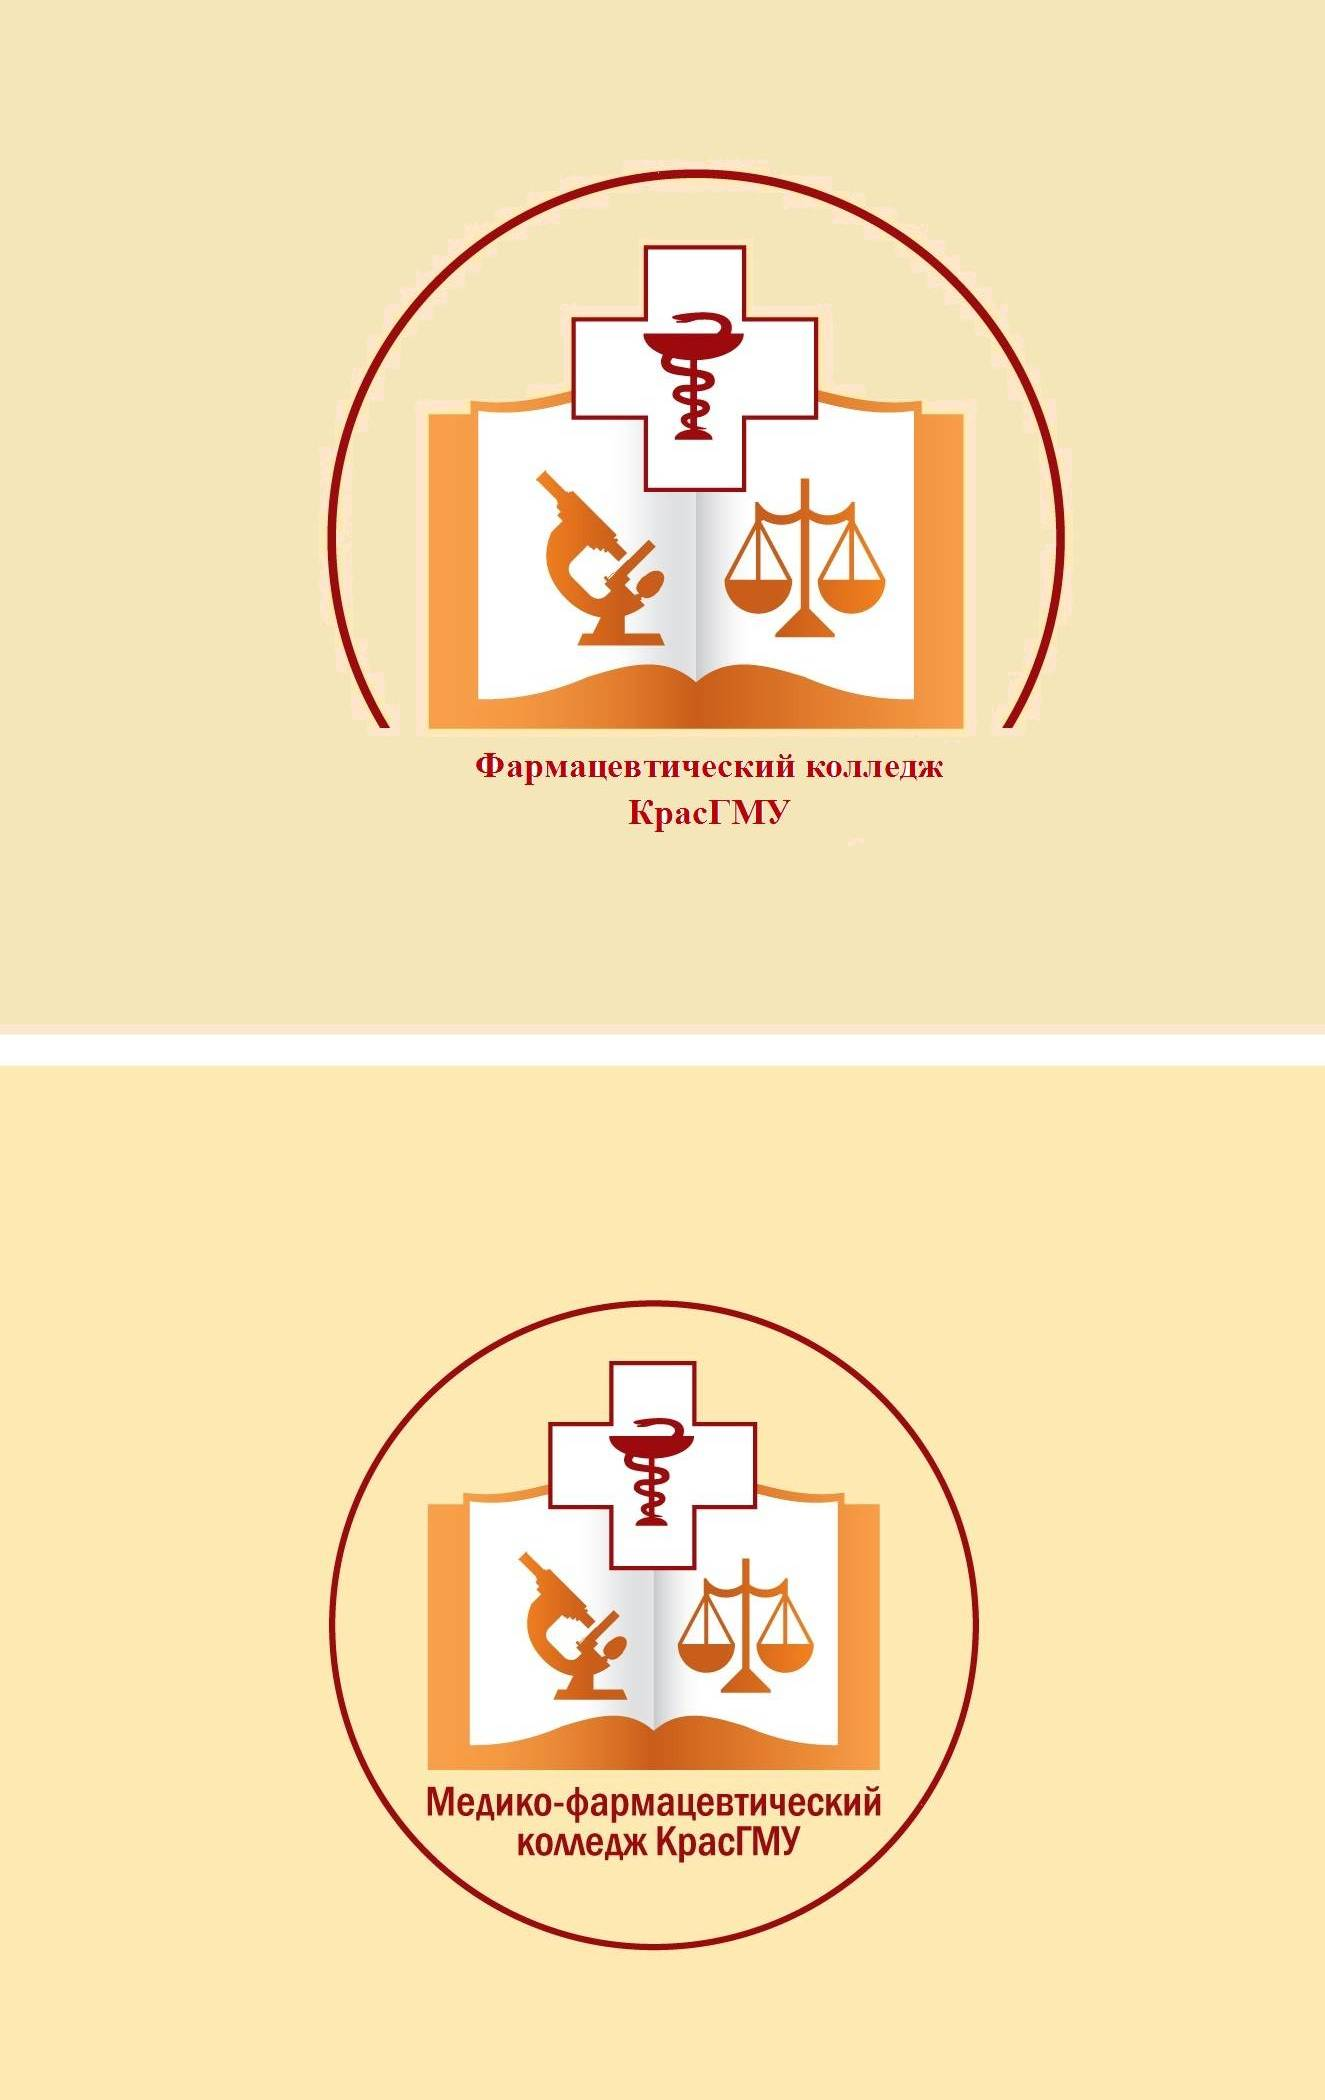 Фармацевтический колледж
КрасГМУ
Медико-фармацевтический
колледж КрасГМУ